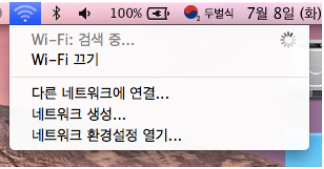 100% 두벌식 7월 8일 (화)
Wi-Fi: 검색 중...
Wi-Fi 끄기
다른 네트워크에 연결...
네트워크 생성...
네트워크 환경설정 열기...